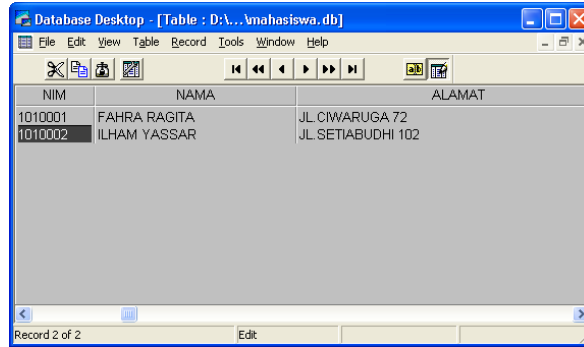 Database Desktop - [Table : D:\...\mahasiswa.db]
File Edit View Table Record Tools Window Help
NIM NAMA ALAMAT
1010001 FAHRA RAGITA JL.CIWARUGA 72
1010002 ILHAM YASSAR JL.SETIABUDHI 102
Record 2 of 2 Edit